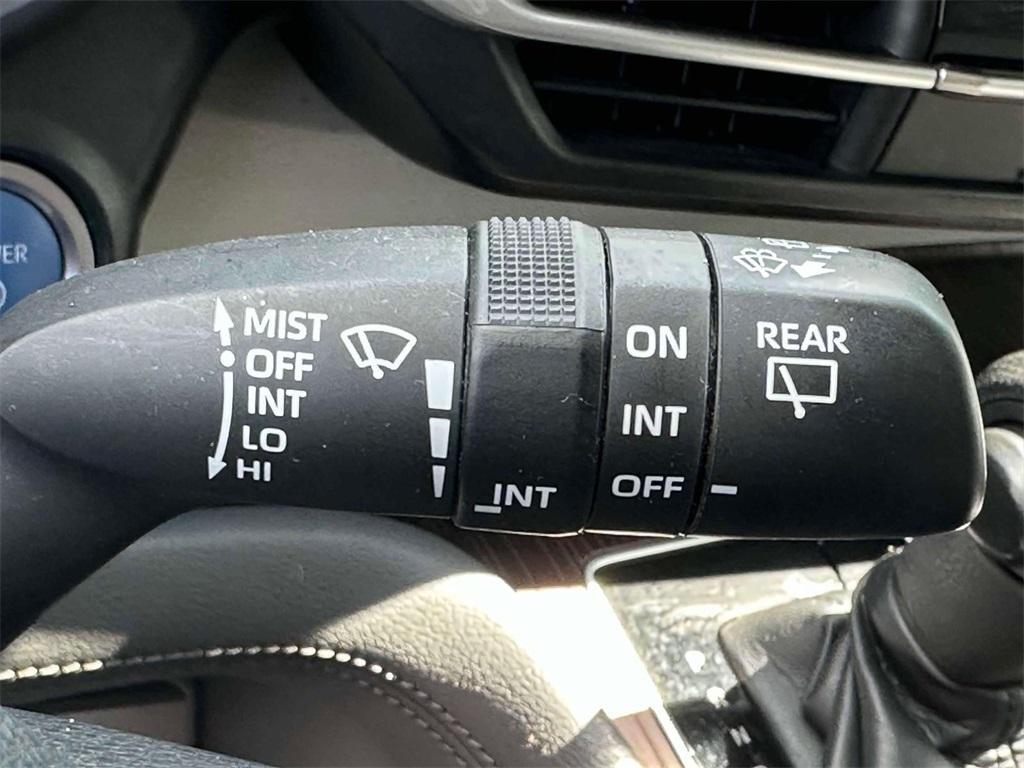 MIST
OFF
INT
LO
HI
INT
ON
INT
OFF
REAR
N